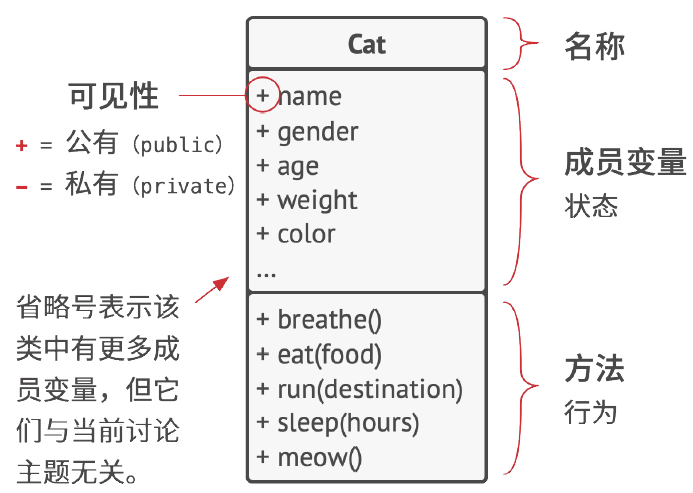 Cat
名称
可见性
+ = 公有（public）
– = 私有（private）
+ name
+ gender
+ age
+ weight
+ color
...
成员变量
状态
省略号表示该
类中有更多成
员变量，但它
们与当前讨论
主题无关。
+ breathe()
+ eat(food)
+ run(destination)
+ sleep(hours)
+ meow()
方法
行为